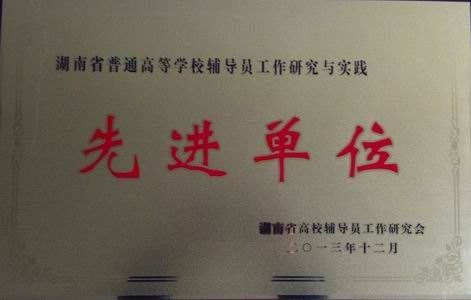 湖南省普通高等学校辅导员工作研究与实践
先进单位
湖南省高校辅导员工作研究会
二〇一三年十二月